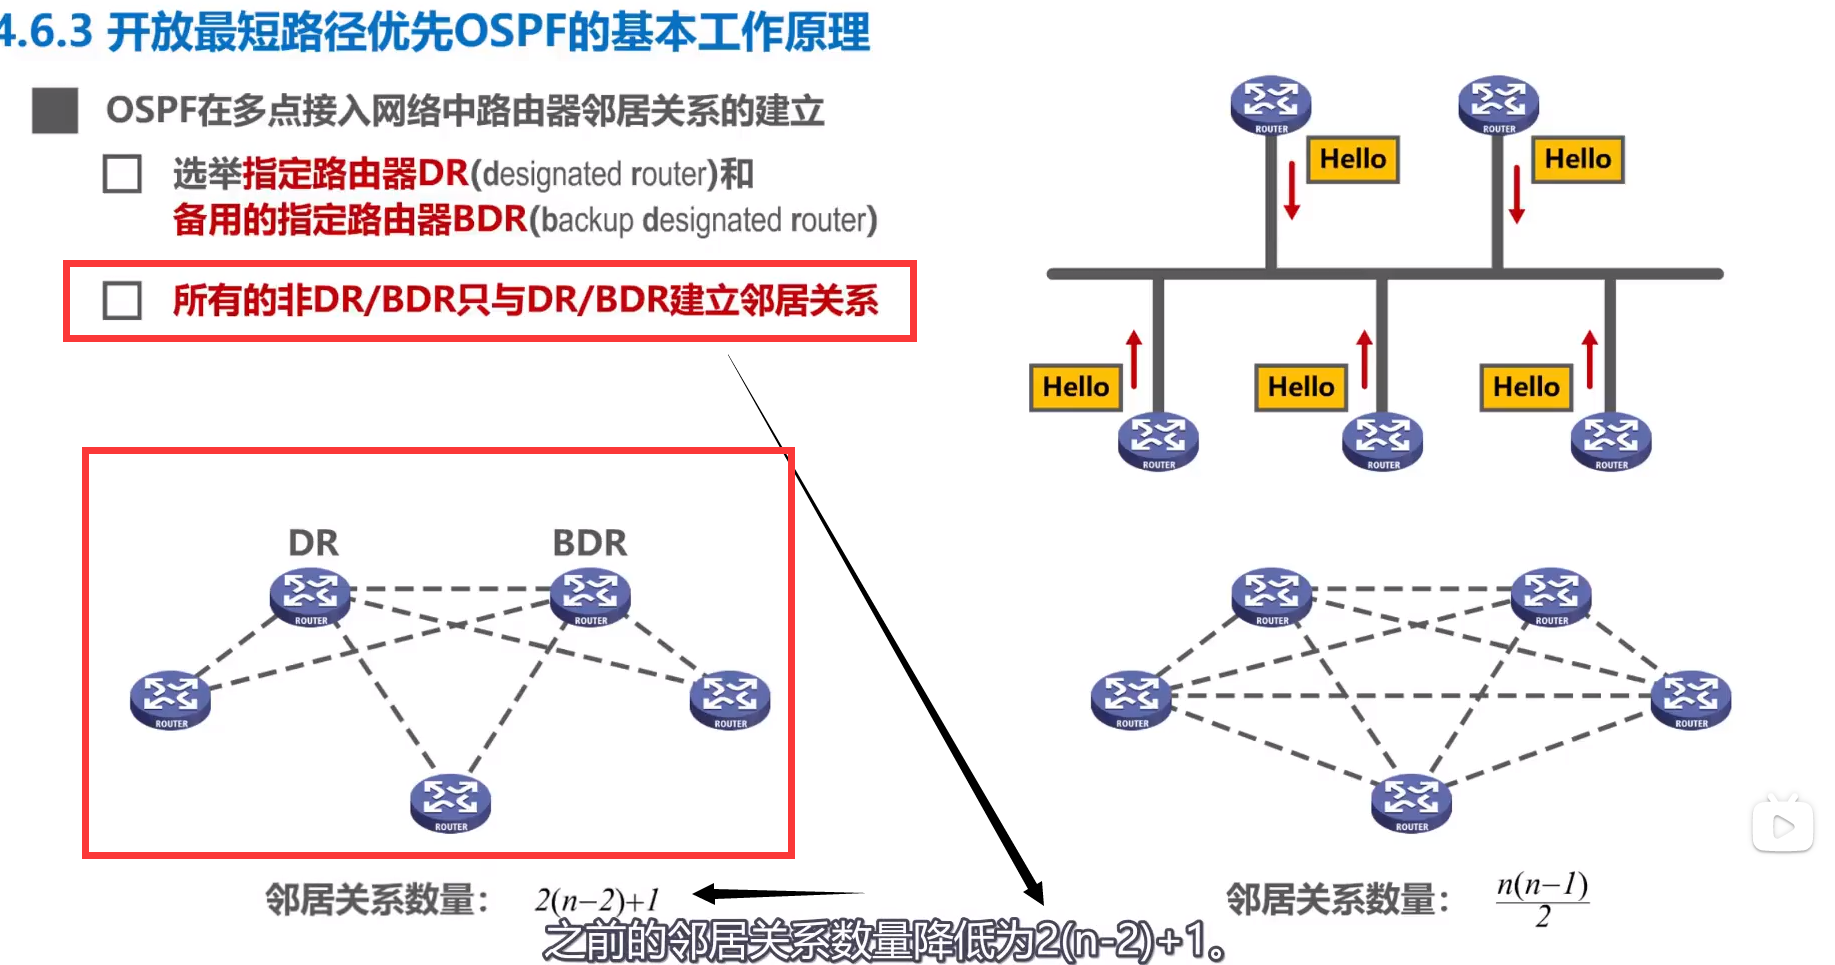 4.6.3 开放最短路径优先OSPF的基本工作原理
OSPF在多点接入网络中路由器邻居关系的建立
选举指定路由器DR(designated router)和
备用的指定路由器BDR(backup designated router)
所有的非DR/BDR只与DR/BDR建立邻居关系
ROUTER
ROUTER
Hello
Hello
Hello
Hello
Hello
ROUTER
ROUTER
ROUTER
DR
BDR
ROUTER
ROUTER
ROUTER
ROUTER
ROUTER
邻居关系数量： 2(n−2)+1
ROUTER
ROUTER
ROUTER
ROUTER
ROUTER
邻居关系数量： n(n−1)
2
之前的邻居关系数量降低为2(n-2)+1。